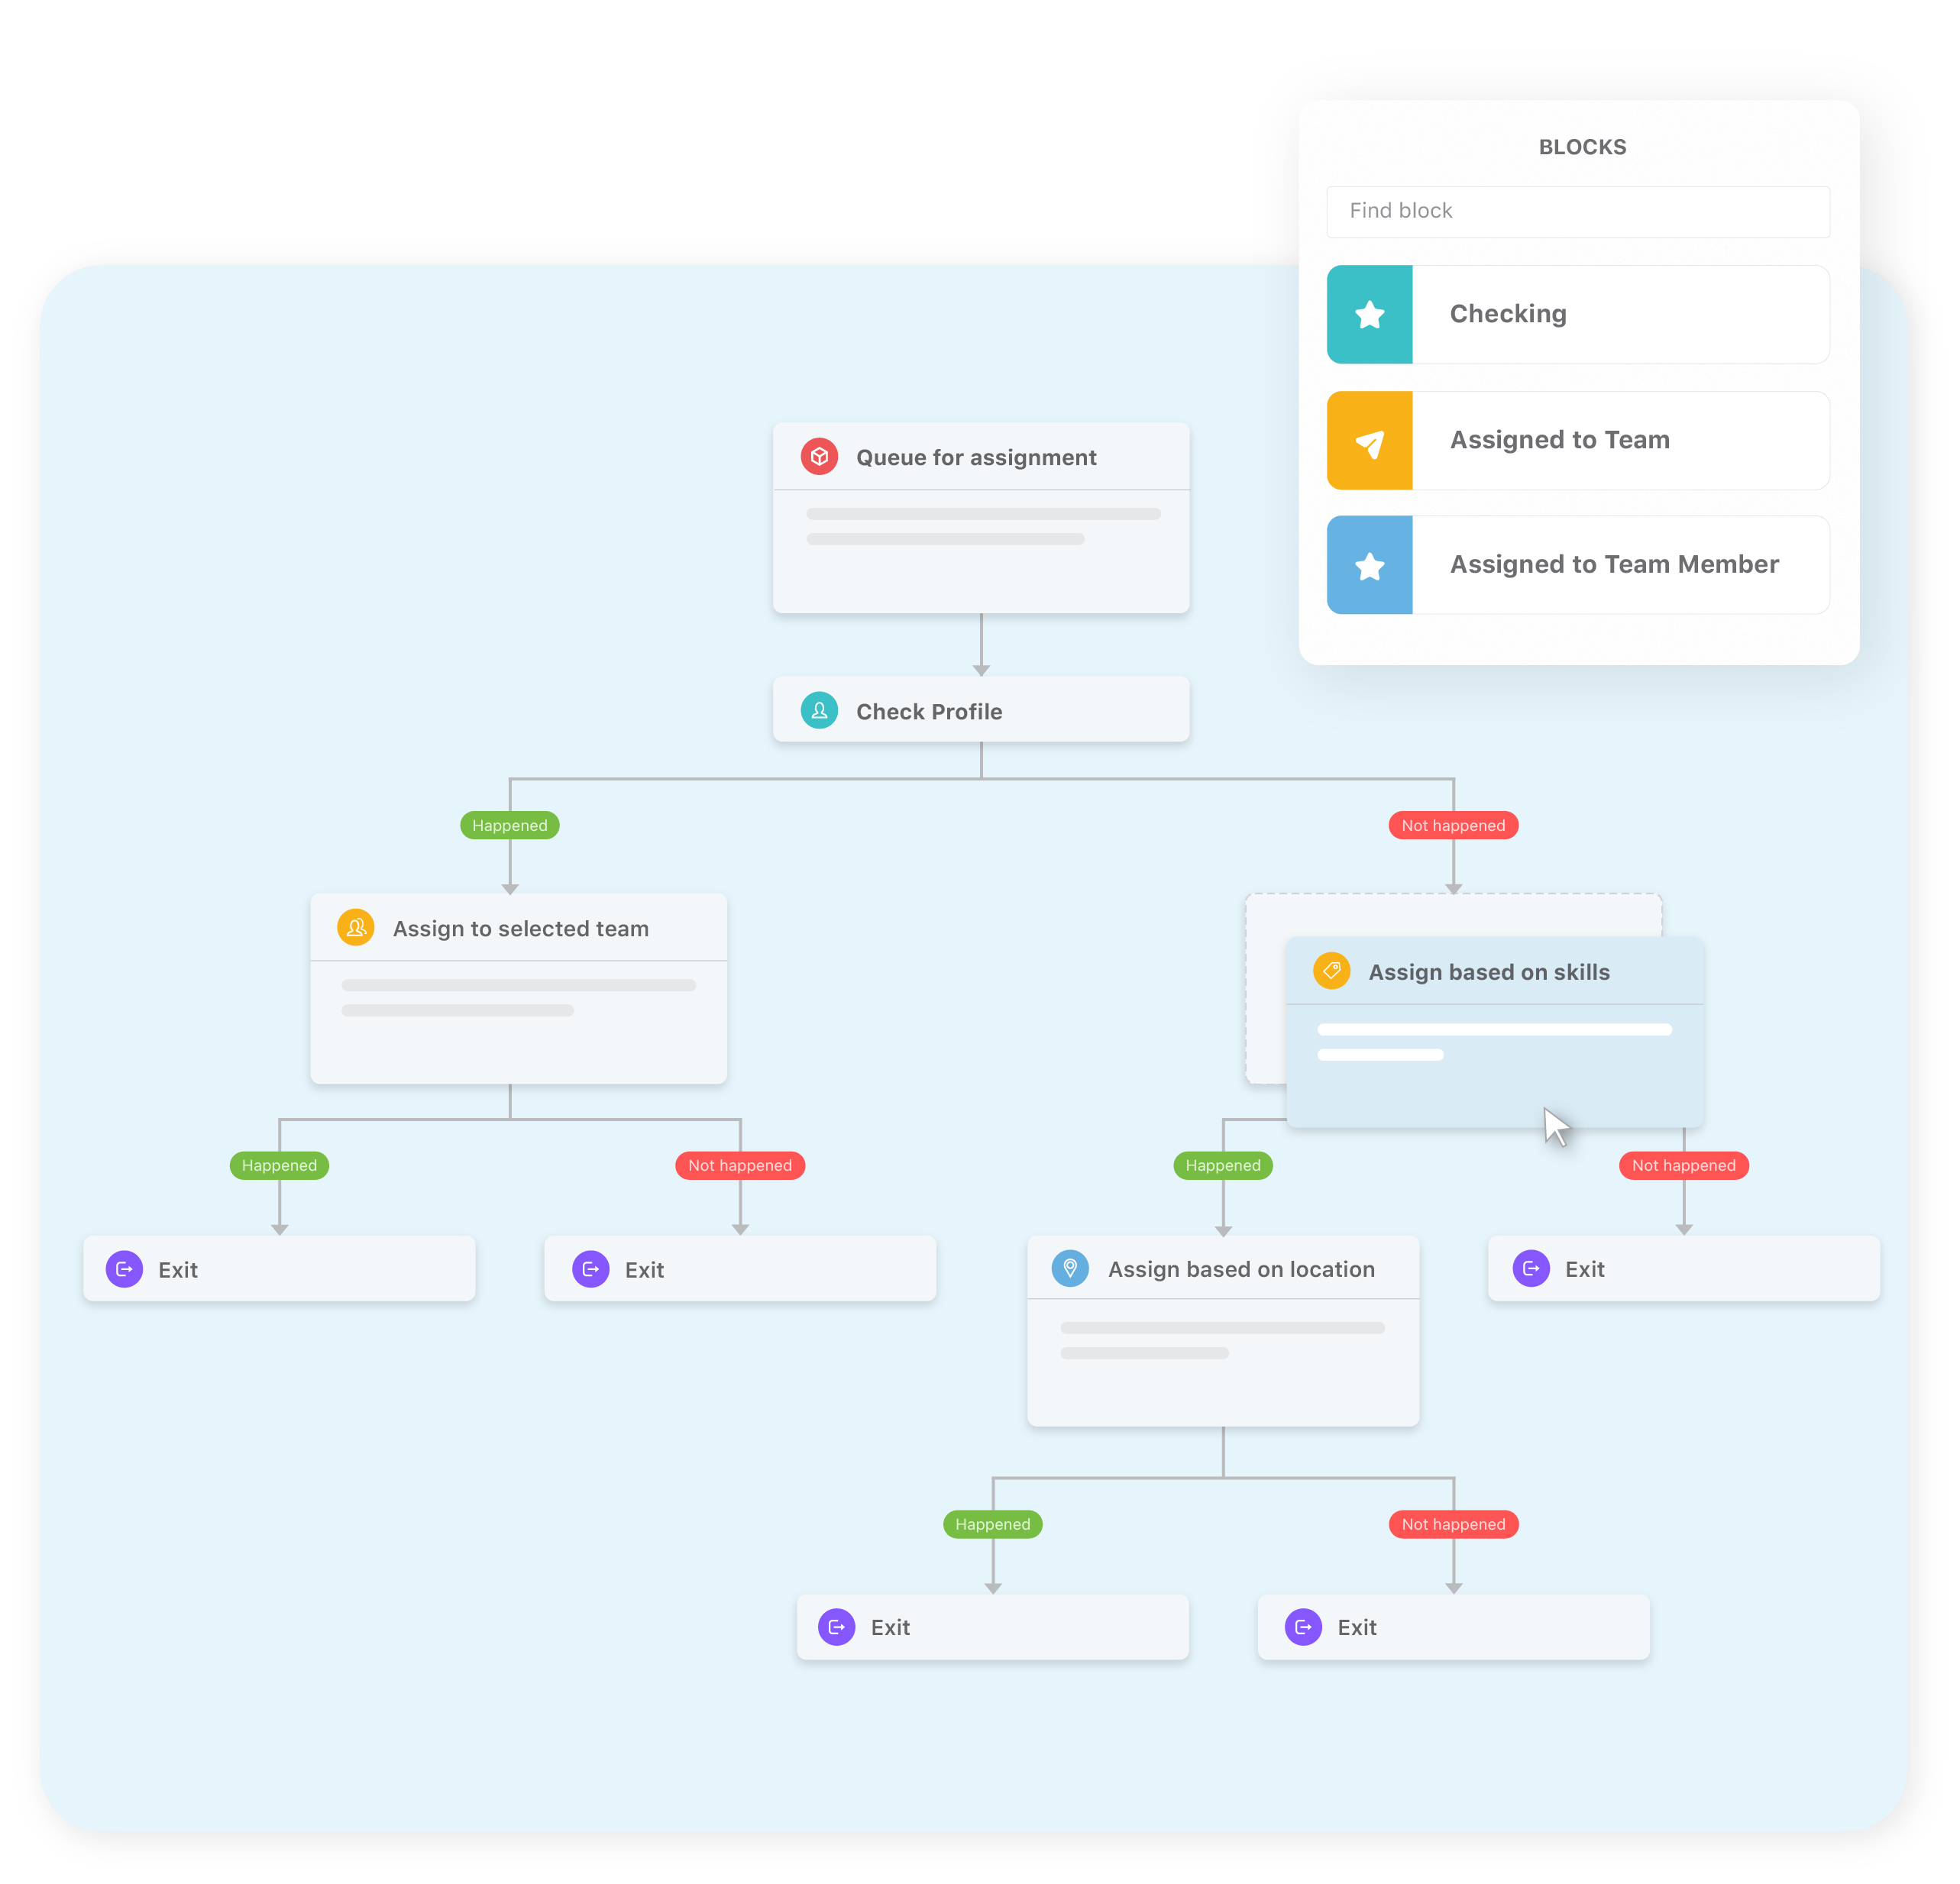 BLOCKS
Find block
Checking
Assigned to Team
Assigned to Team Member
Queue for assignment
Check Profile
Happened
Not happened
Assign to selected team
Assign based on skills
Happened
Not happened
Happened
Not happened
Exit
Exit
Assign based on location
Exit
Happened
Not happened
Exit
Exit